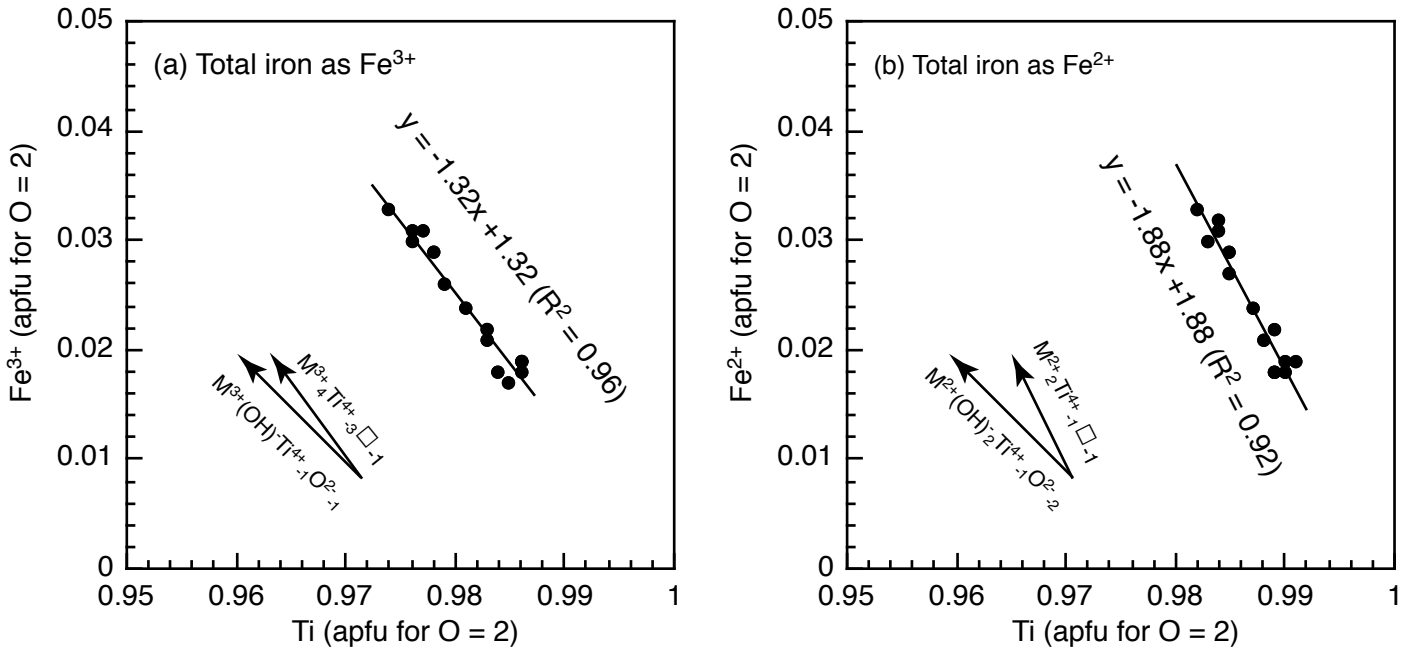 (a) Total iron as Fe³⁺
0.05
0.04
0.03
0.02
0.01
0
Fe³⁺ (apfu for O = 2)
y = -1.32x +1.32 (R² = 0.96)
M³⁺₄Ti⁴⁺₋₃□₋₁
M³⁺(OH)⁻Ti⁴⁺₋₁O²⁻₋₁
0.95 0.96 0.97 0.98 0.99 1
Ti (apfu for O = 2)
(b) Total iron as Fe²⁺
0.05
0.04
0.03
0.02
0.01
0
Fe²⁺ (apfu for O = 2)
y = -1.88x +1.88 (R² = 0.92)
M²⁺₂Ti⁴⁺₋₁□₋₁
M²⁺(OH)⁻₂Ti⁴⁺₋₁O²⁻₋₂
0.95 0.96 0.97 0.98 0.99 1
Ti (apfu for O = 2)